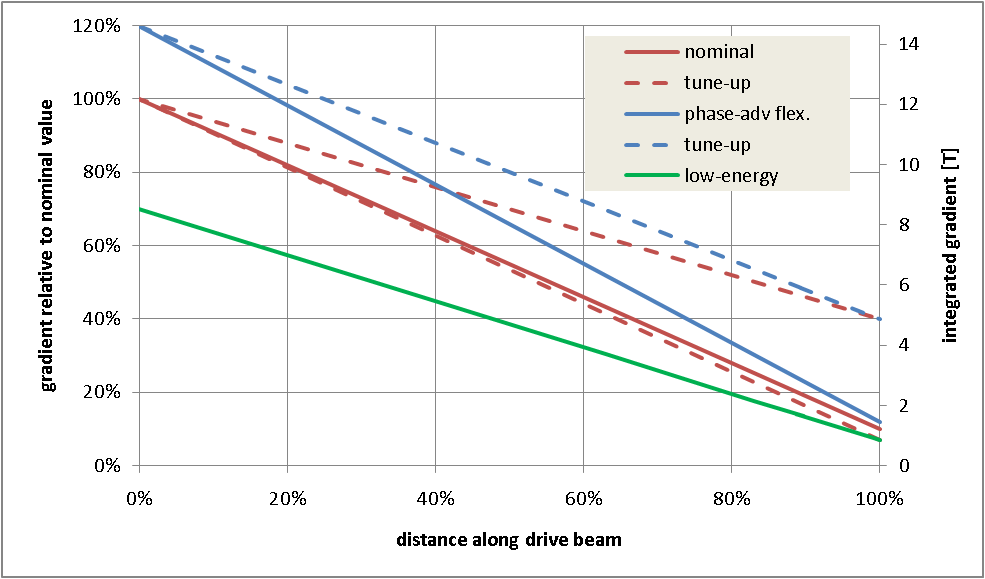 120%
100%
80%
60%
40%
20%
0%
gradient relative to nominal value
nominal
tune-up
phase-adv flex.
tune-up
low-energy
14
12
10
8
6
4
2
0
integrated gradient [T]
0% 20% 40% 60% 80% 100%
distance along drive beam